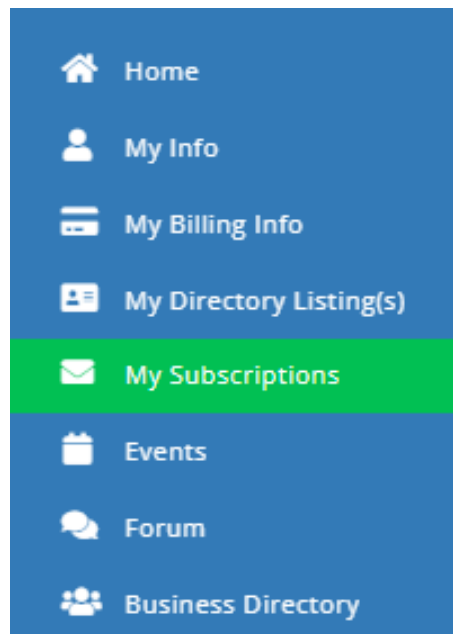 Home
My Info
My Billing Info
My Directory Listing(s)
My Subscriptions
Events
Forum
Business Directory